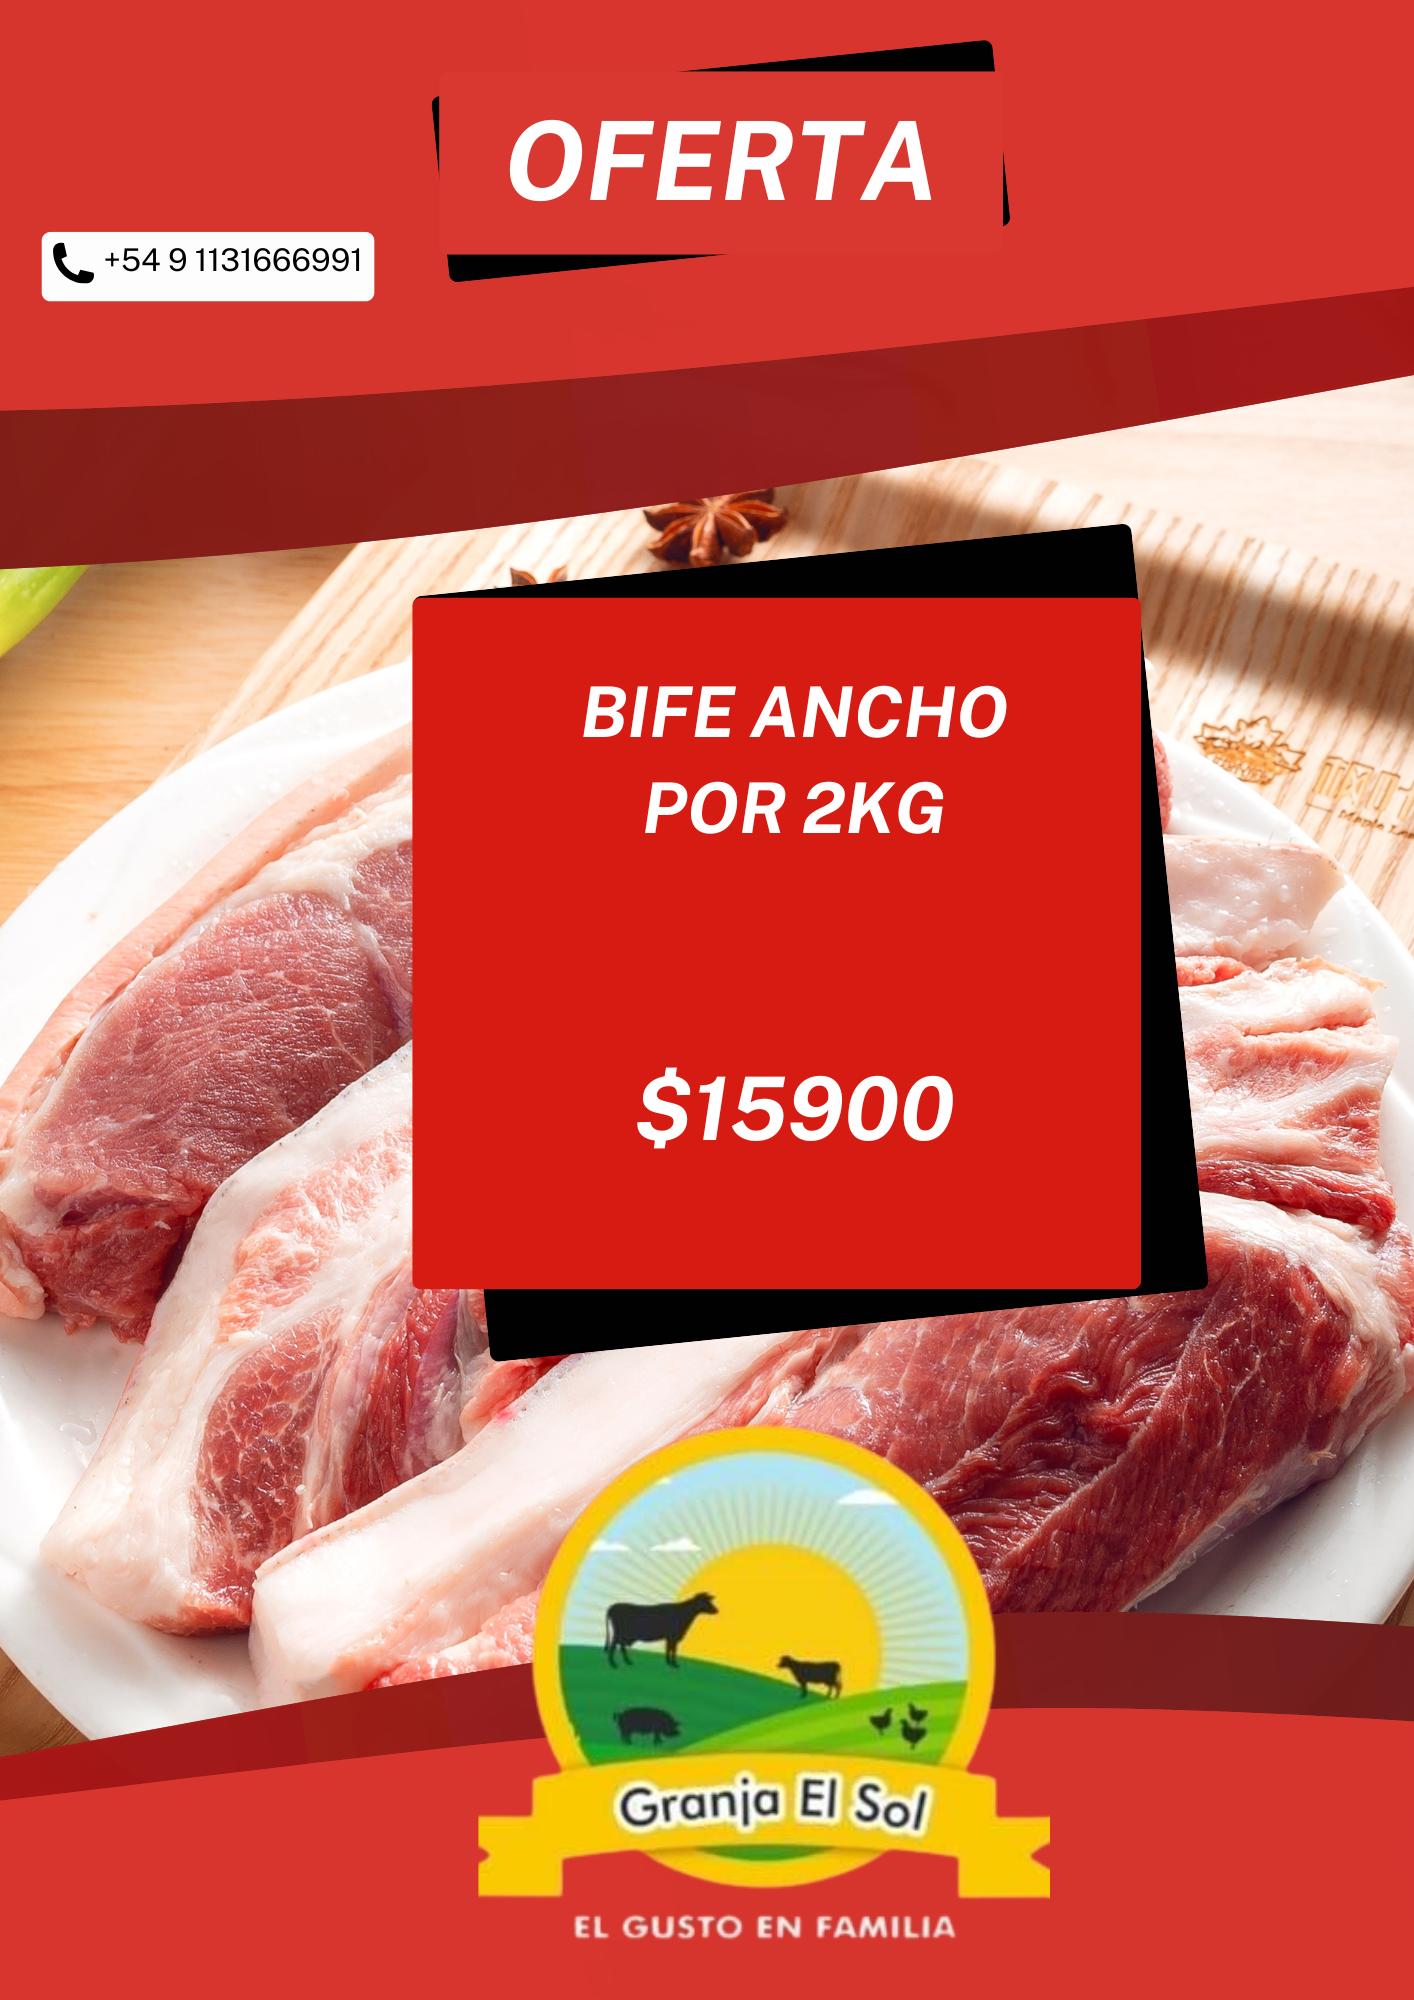 OFERTA
+54 9 1131666991
BIFE ANCHO
POR 2KG
$15900
Granja El Sol
EL GUSTO EN FAMILIA